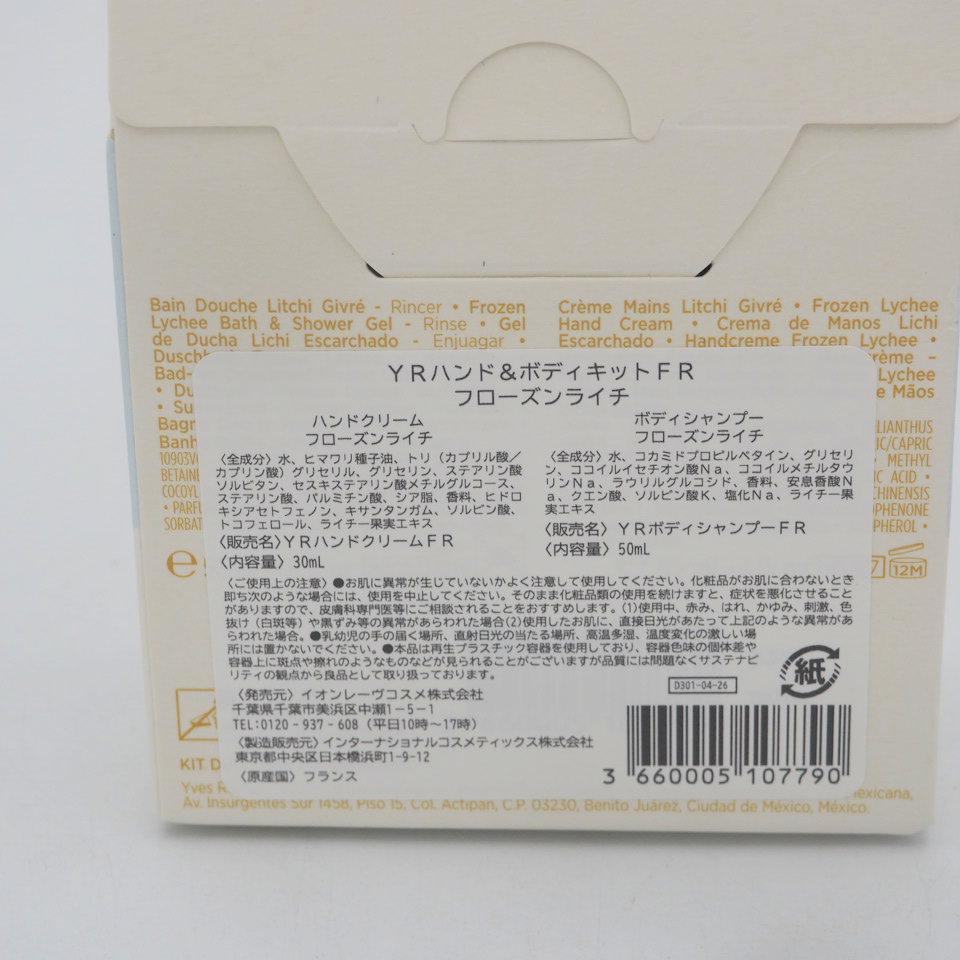 Bain Douche Litchi Givré - Rincer • Frozen
Lychee Bath & Shower Gel - Rinse • Gel
de Ducha Lichi Escarchado - Enjuagar •
Crème Mains Litchi Givré • Frozen Lychee
Hand Cream • Crema de Manos Lichi
Escarchado • Handcreme Frozen Lychee •
Bad-
• Du
• Su
Bagn
Banh
10903V
BETAINE
COCOYL
• PARFU
SORBAT
rème -
Lychee
de Mãos
LIANTHUS
IC/CAPRIC
METHYL
IC ACID •
CHINENSIS
OPHENONE
PHEROL •
YRハンド&ボディキットFR
フローズンライチ
ハンドクリーム
フローズンライチ
〈全成分〉水、ヒマワリ種子油、トリ(カプリル酸/
カプリン酸)グリセリル、グリセリン、ステアリン酸
ソルビタン、セスキステアリン酸メチルグルコース、
ステアリン酸、パルミチン酸、シア脂、香料、ヒドロ
キシアセトフェノン、キサンタンガム、ソルビン酸、
トコフェロール、ライチー果実エキス
〈販売名〉YRハンドクリームFR
〈内容量〉30mL
ボディシャンプー
フローズンライチ
〈全成分〉水、コカミドプロピルベタイン、グリセリ
ン、ココイルイセチオン酸Na、ココイルメチルタウ
リンNa、ラウリルグルコシド、香料、安息香酸N
a、クエン酸、ソルビン酸K、塩化Na、ライチー果
実エキス
〈販売名〉YRボディシャンプーFR
〈内容量〉50mL
12M
〈ご使用上の注意〉●お肌に異常が生じていないかよく注意して使用してください。化粧品がお肌に合わないとき
即ち次のような場合には、使用を中止してください。そのまま化粧品類の使用を続けますと、症状を悪化させること
がありますので、皮膚科専門医等にご相談されることをおすすめします。(1)使用中、赤み、はれ、かゆみ、刺激、色
抜け(白斑等)や黒ずみ等の異常があらわれた場合(2)使用したお肌に、直接日光があたって上記のような異常があ
らわれた場合。●乳幼児の手の届く場所、直射日光の当たる場所、高温多湿、温度変化の激しい場
所には置かないでください。●本品は再生プラスチック容器を使用しており、容器色味の個体差や
容器上に斑点や擦れのようなものなどが見られることがございますが品質には問題なくサステナビ
リティの観点から良品として取り扱っております。
紙
D301-04-26
〈発売元〉イオンレーヴコスメ株式会社
千葉県千葉市美浜区中瀬1-5-1
TEL:0120-937-608(平日10時~17時)
〈製造販売元〉インターナショナルコスメティックス株式会社
東京都中央区日本橋浜町1-9-12
〈原産国〉フランス
3 660005 107790
KIT D
Yves R
exicana,
Av. Insurgentes Sur 1458, Piso 15, Col. Actipan, C.P. 03230, Benito Juárez, Ciudad de México, México.